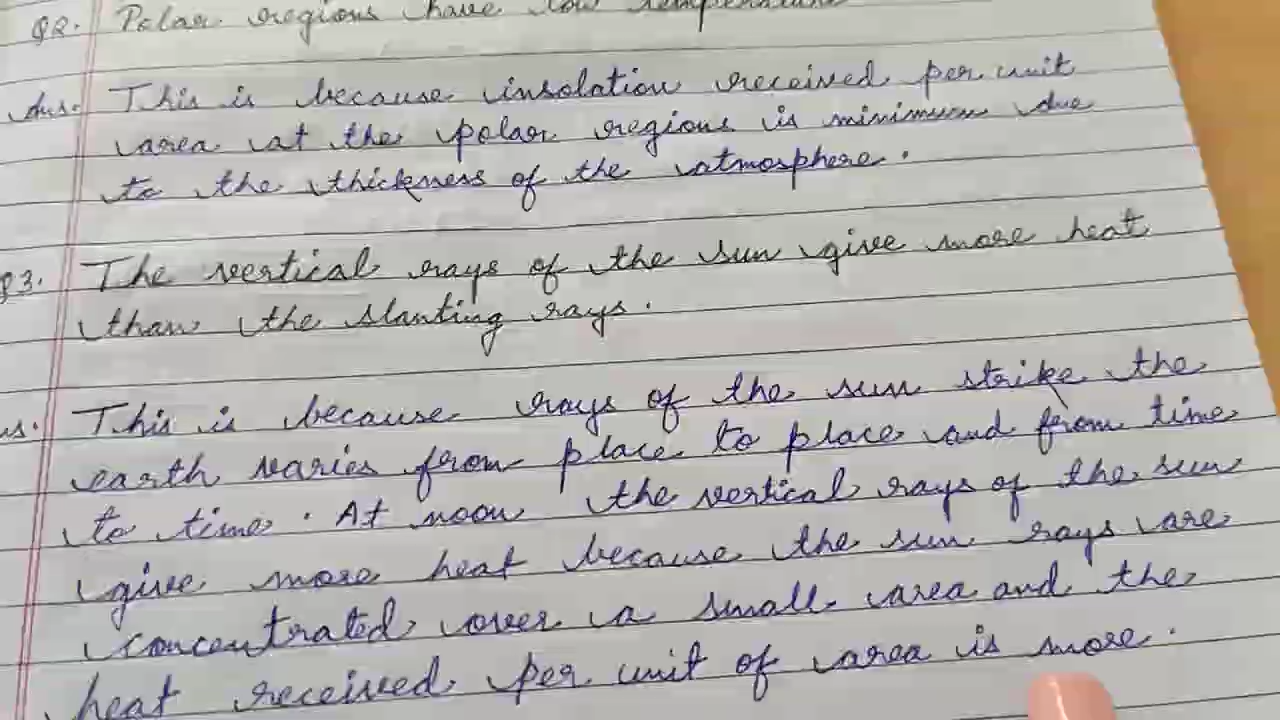 Q2. Polar regions have low temperature
Ans. This is because insolation received per unit
area at the polar regions is minimum due
to the thickness of the atmosphere.
Q3. The vertical rays of the sun give more heat
than the slanting rays.
Ans. This is because rays of the sun strike the
earth varies from place to place and from time
to time. At noon the vertical rays of the sun
give more heat because the sun rays are
concentrated over a small area and the
heat received per unit of area is more.